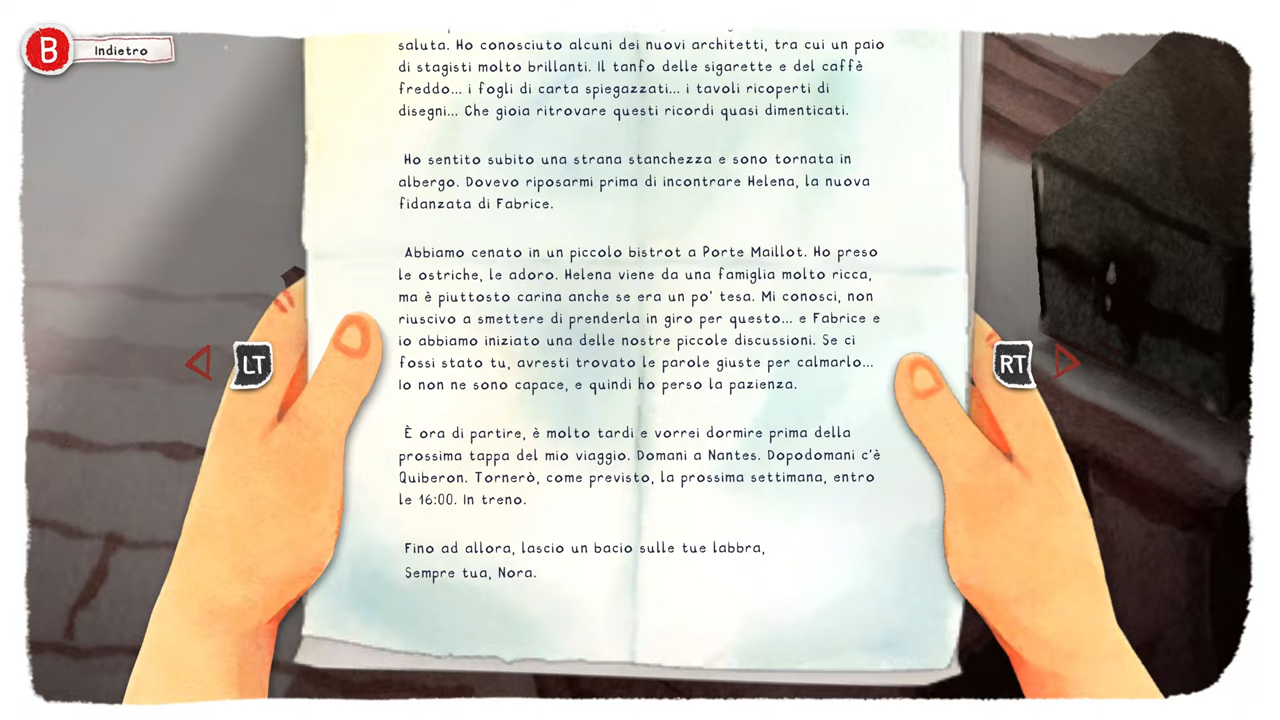 B
Indietro
saluta. Ho conosciuto alcuni dei nuovi architetti, tra cui un paio
di stagisti molto brillanti. Il tanfo delle sigarette e del caffè
freddo... i fogli di carta spiegazzati... i tavoli ricoperti di
disegni... Che gioia ritrovare questi ricordi quasi dimenticati.
Ho sentito subito una strana stanchezza e sono tornata in
albergo. Dovevo riposarmi prima di incontrare Helena, la nuova
fidanzata di Fabrice.
Abbiamo cenato in un piccolo bistrot a Porte Maillot. Ho preso
le ostriche, le adoro. Helena viene da una famiglia molto ricca,
ma è piuttosto carina anche se era un po' tesa. Mi conosci, non
riuscivo a smettere di prenderla in giro per questo... e Fabrice e
io abbiamo iniziato una delle nostre piccole discussioni. Se ci
fossi stato tu, avresti trovato le parole giuste per calmarlo...
Io non ne sono capace, e quindi ho perso la pazienza.
LT
RT
È ora di partire, è molto tardi e vorrei dormire prima della
prossima tappa del mio viaggio. Domani a Nantes. Dopodomani c'è
Quiberon. Tornerò, come previsto, la prossima settimana, entro
le 16:00. In treno.
Fino ad allora, lascio un bacio sulle tue labbra,
Sempre tua, Nora.